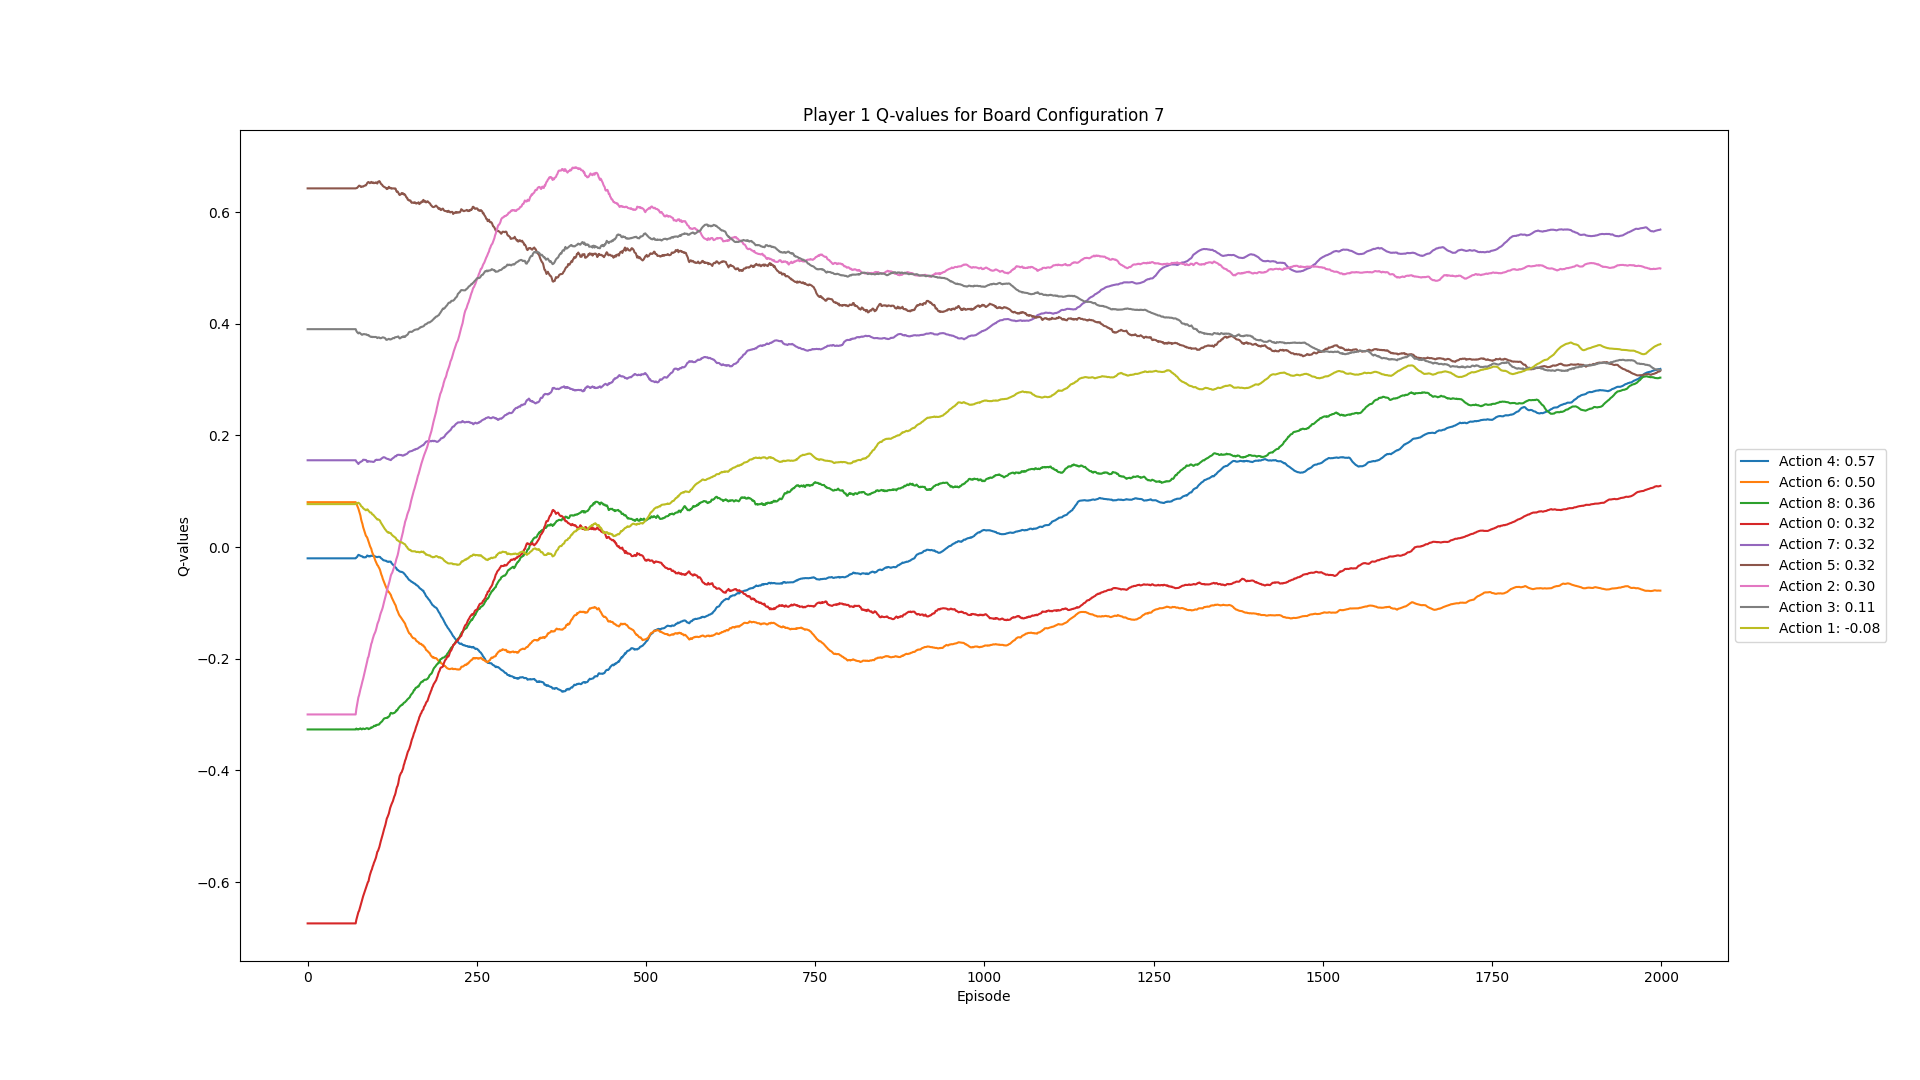 Player 1 Q-values for Board Configuration 7
Q-values
0.6
0.4
0.2
0.0
−0.2
−0.4
−0.6
0 250 500 750 1000 1250 1500 1750 2000
Episode
Action 4: 0.57
Action 6: 0.50
Action 8: 0.36
Action 0: 0.32
Action 7: 0.32
Action 5: 0.32
Action 2: 0.30
Action 3: 0.11
Action 1: -0.08